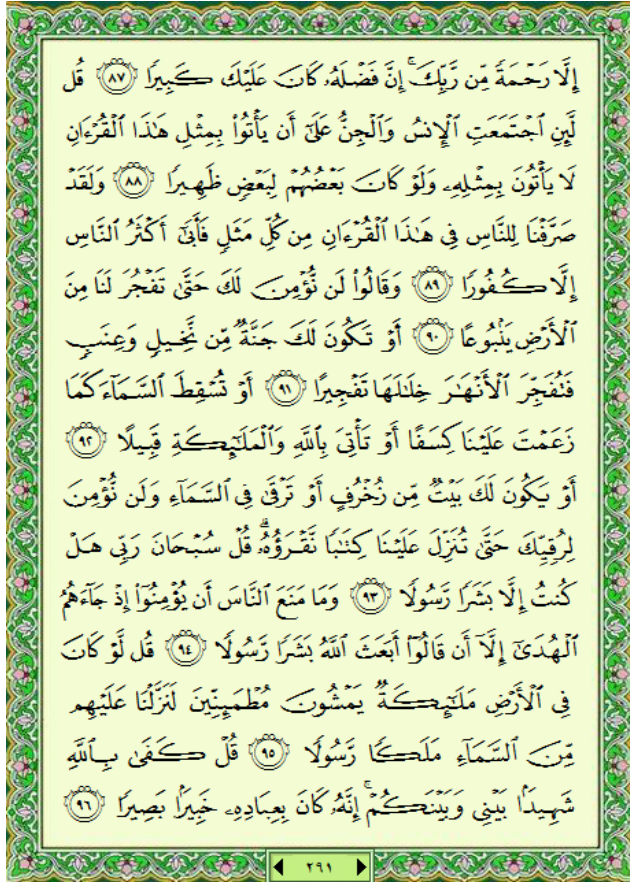 إِلَّا رَحْمَةً مِّن رَّبِّكَ ۚ إِنَّ فَضْلَهُۥ كَانَ عَلَيْكَ كَبِيرًا ﴿٨٧﴾ قُل
لَّئِنِ ٱجْتَمَعَتِ ٱلْإِنسُ وَٱلْجِنُّ عَلَىٰٓ أَن يَأْتُوا۟ بِمِثْلِ هَـٰذَا ٱلْقُرْءَانِ
لَا يَأْتُونَ بِمِثْلِهِۦ وَلَوْ كَانَ بَعْضُهُمْ لِبَعْضٍ ظَهِيرًا ﴿٨٨﴾ وَلَقَدْ
صَرَّفْنَا لِلنَّاسِ فِى هَـٰذَا ٱلْقُرْءَانِ مِن كُلِّ مَثَلٍ فَأَبَىٰٓ أَكْثَرُ ٱلنَّاسِ
إِلَّا كُفُورًا ﴿٨٩﴾ وَقَالُوا۟ لَن نُّؤْمِنَ لَكَ حَتَّىٰ تَفْجُرَ لَنَا مِنَ
ٱلْأَرْضِ يَنۢبُوعًا ﴿٩٠﴾ أَوْ تَكُونَ لَكَ جَنَّةٌ مِّن نَّخِيلٍ وَعِنَبٍ
فَتُفَجِّرَ ٱلْأَنْهَـٰرَ خِلَـٰلَهَا تَفْجِيرًا ﴿٩١﴾ أَوْ تُسْقِطَ ٱلسَّمَآءَ كَمَا
زَعَمْتَ عَلَيْنَا كِسَفًا أَوْ تَأْتِىَ بِٱللَّهِ وَٱلْمَلَـٰٓئِكَةِ قَبِيلًا ﴿٩٢﴾
أَوْ يَكُونَ لَكَ بَيْتٌ مِّن زُخْرُفٍ أَوْ تَرْقَىٰ فِى ٱلسَّمَآءِ وَلَن نُّؤْمِنَ
لِرُقِيِّكَ حَتَّىٰ تُنَزِّلَ عَلَيْنَا كِتَـٰبًا نَّقْرَؤُهُۥ ۗ قُلْ سُبْحَانَ رَبِّى هَلْ
كُنتُ إِلَّا بَشَرًا رَّسُولًا ﴿٩٣﴾ وَمَا مَنَعَ ٱلنَّاسَ أَن يُؤْمِنُوٓا۟ إِذْ جَآءَهُمُ
ٱلْهُدَىٰٓ إِلَّآ أَن قَالُوٓا۟ أَبَعَثَ ٱللَّهُ بَشَرًا رَّسُولًا ﴿٩٤﴾ قُل لَّوْ كَانَ
فِى ٱلْأَرْضِ مَلَـٰٓئِكَةٌ يَمْشُونَ مُطْمَئِنِّينَ لَنَزَّلْنَا عَلَيْهِم
مِّنَ ٱلسَّمَآءِ مَلَكًا رَّسُولًا ﴿٩٥﴾ قُلْ كَفَىٰ بِٱللَّهِ
شَهِيدًۢا بَيْنِى وَبَيْنَكُمْ ۚ إِنَّهُۥ كَانَ بِعِبَادِهِۦ خَبِيرًۢا بَصِيرًا ﴿٩٦﴾
٢٩١